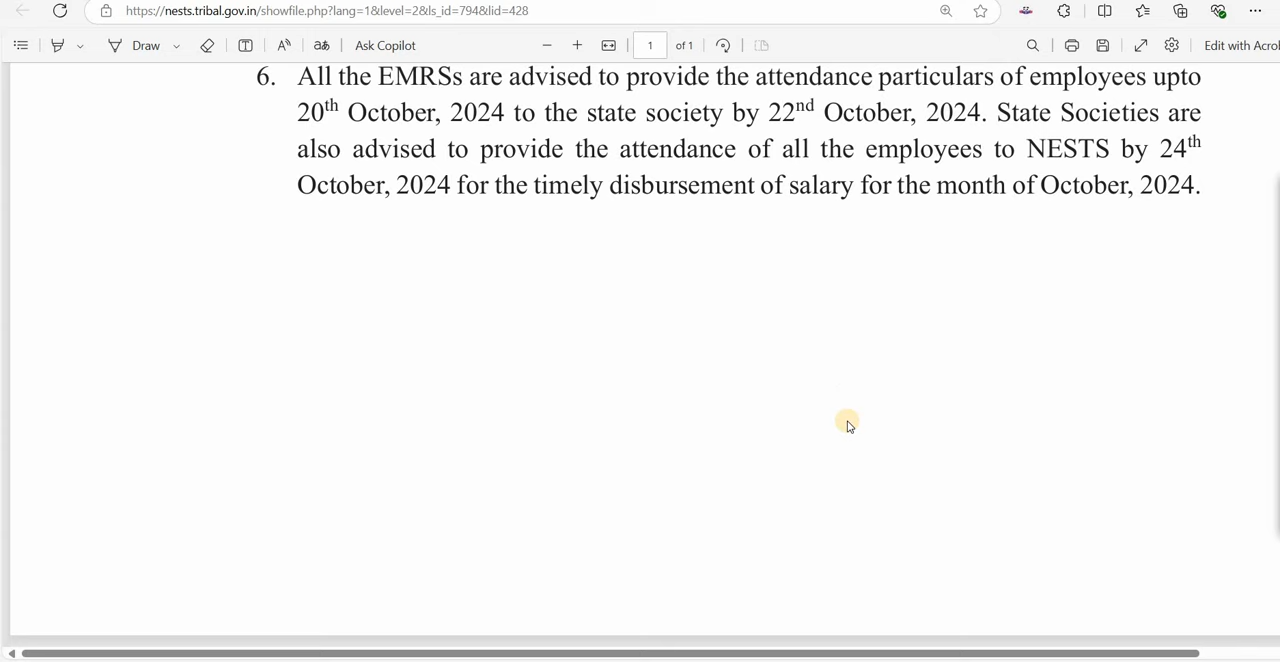 https://nests.tribal.gov.in/showfile.php?lang=1&level=2&ls_id=794&lid=428
Draw
Ask Copilot
1 of 1
Edit with Acro
6. All the EMRSs are advised to provide the attendance particulars of employees upto
20th October, 2024 to the state society by 22nd October, 2024. State Societies are
also advised to provide the attendance of all the employees to NESTS by 24th
October, 2024 for the timely disbursement of salary for the month of October, 2024.